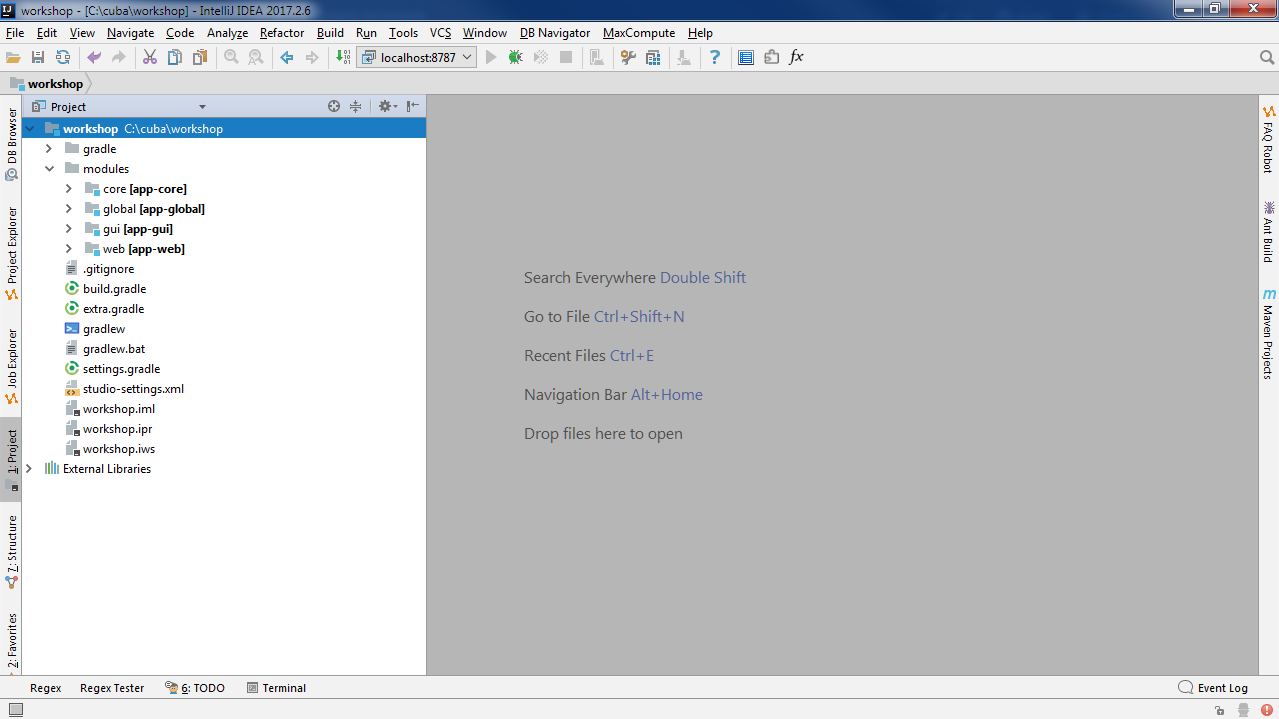 workshop - [C:\cuba\workshop] - IntelliJ IDEA 2017.2.6
File Edit View Navigate Code Analyze Refactor Build Run Tools VCS Window DB Navigator MaxCompute Help
localhost:8787
workshop
Project
workshop C:\cuba\workshop
gradle
modules
core [app-core]
global [app-global]
gui [app-gui]
web [app-web]
.gitignore
build.gradle
extra.gradle
gradlew
gradlew.bat
settings.gradle
studio-settings.xml
workshop.iml
workshop.ipr
workshop.iws
External Libraries
DB Browser
Project Explorer
Job Explorer
1: Project
7: Structure
2: Favorites
Search Everywhere Double Shift
Go to File Ctrl+Shift+N
Recent Files Ctrl+E
Navigation Bar Alt+Home
Drop files here to open
FAQ Robot
Ant Build
Maven Projects
Regex Regex Tester 6: TODO Terminal Event Log